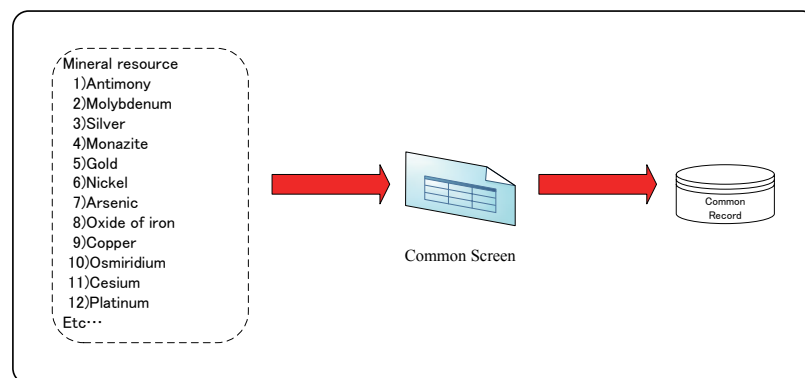 Mineral resource
1)Antimony
2)Molybdenum
3)Silver
4)Monazite
5)Gold
6)Nickel
7)Arsenic
8)Oxide of iron
9)Copper
10)Osmiridium
11)Cesium
12)Platinum
Etc…
Common Screen
Common
Record